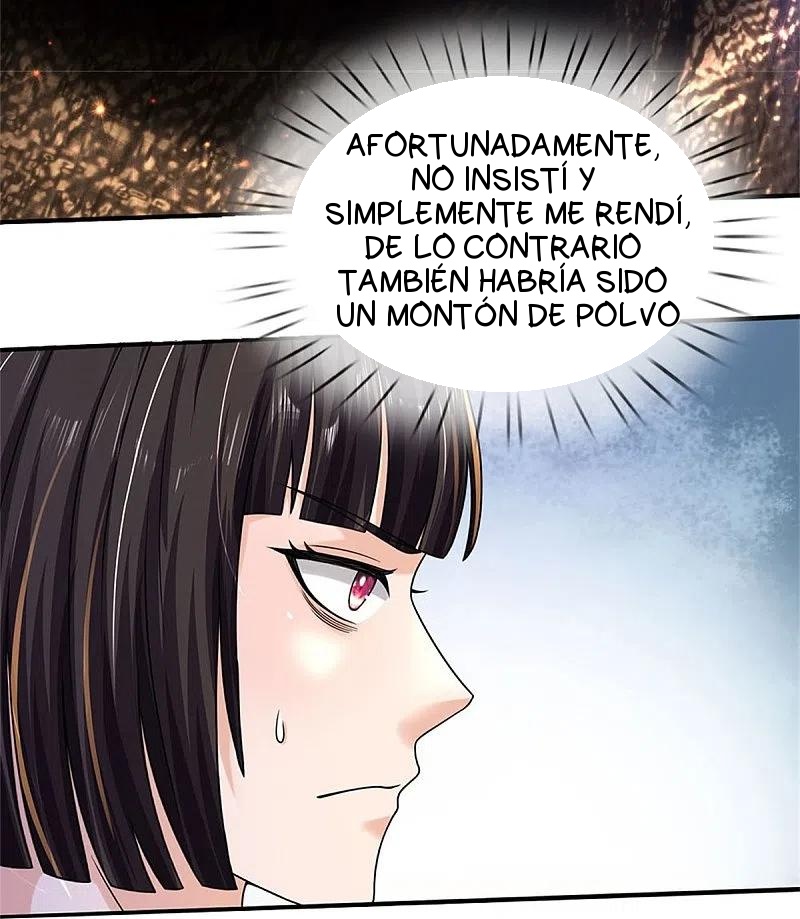 AFORTUNADAMENTE,
NO INSISTÍ Y
SIMPLEMENTE ME RENDÍ,
DE LO CONTRARIO
TAMBIÉN HABRÍA SIDO
UN MONTÓN DE POLVO